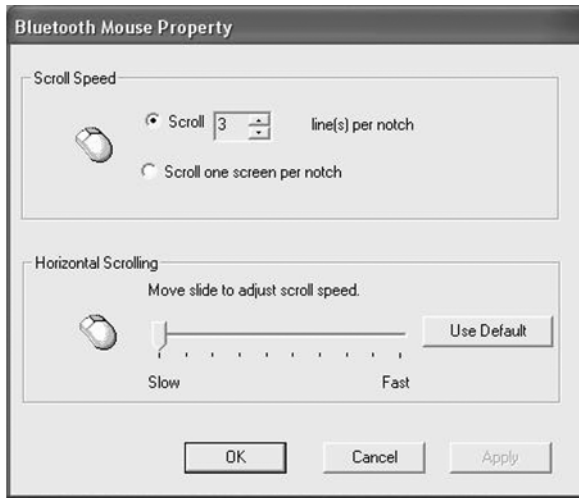 Bluetooth Mouse Property
Scroll Speed
Scroll 3 line(s) per notch
Scroll one screen per notch
Horizontal Scrolling
Move slide to adjust scroll speed.
Use Default
Slow Fast
OK Cancel Apply